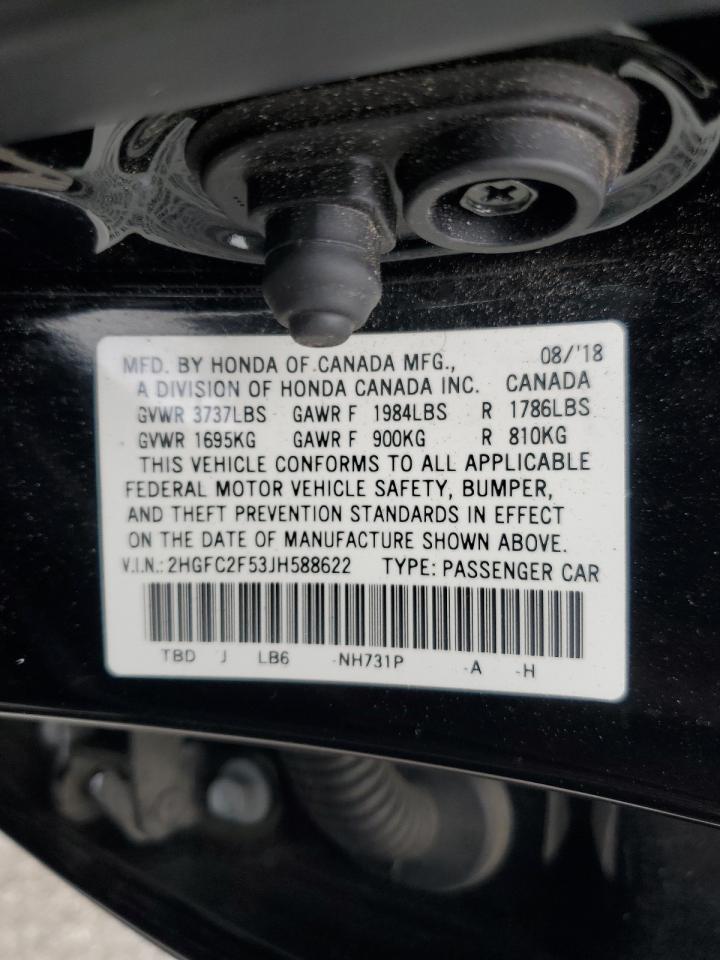 MFD. BY HONDA OF CANADA MFG., 08/'18
A DIVISION OF HONDA CANADA INC. CANADA
GVWR 3737LBS GAWR F 1984LBS R 1786LBS
GVWR 1695KG GAWR F 900KG R 810KG
THIS VEHICLE CONFORMS TO ALL APPLICABLE
FEDERAL MOTOR VEHICLE SAFETY, BUMPER,
AND THEFT PREVENTION STANDARDS IN EFFECT
ON THE DATE OF MANUFACTURE SHOWN ABOVE.
V.I.N.: 2HGFC2F53JH588622 TYPE: PASSENGER CAR
TBD J LB6 -NH731P -A -H